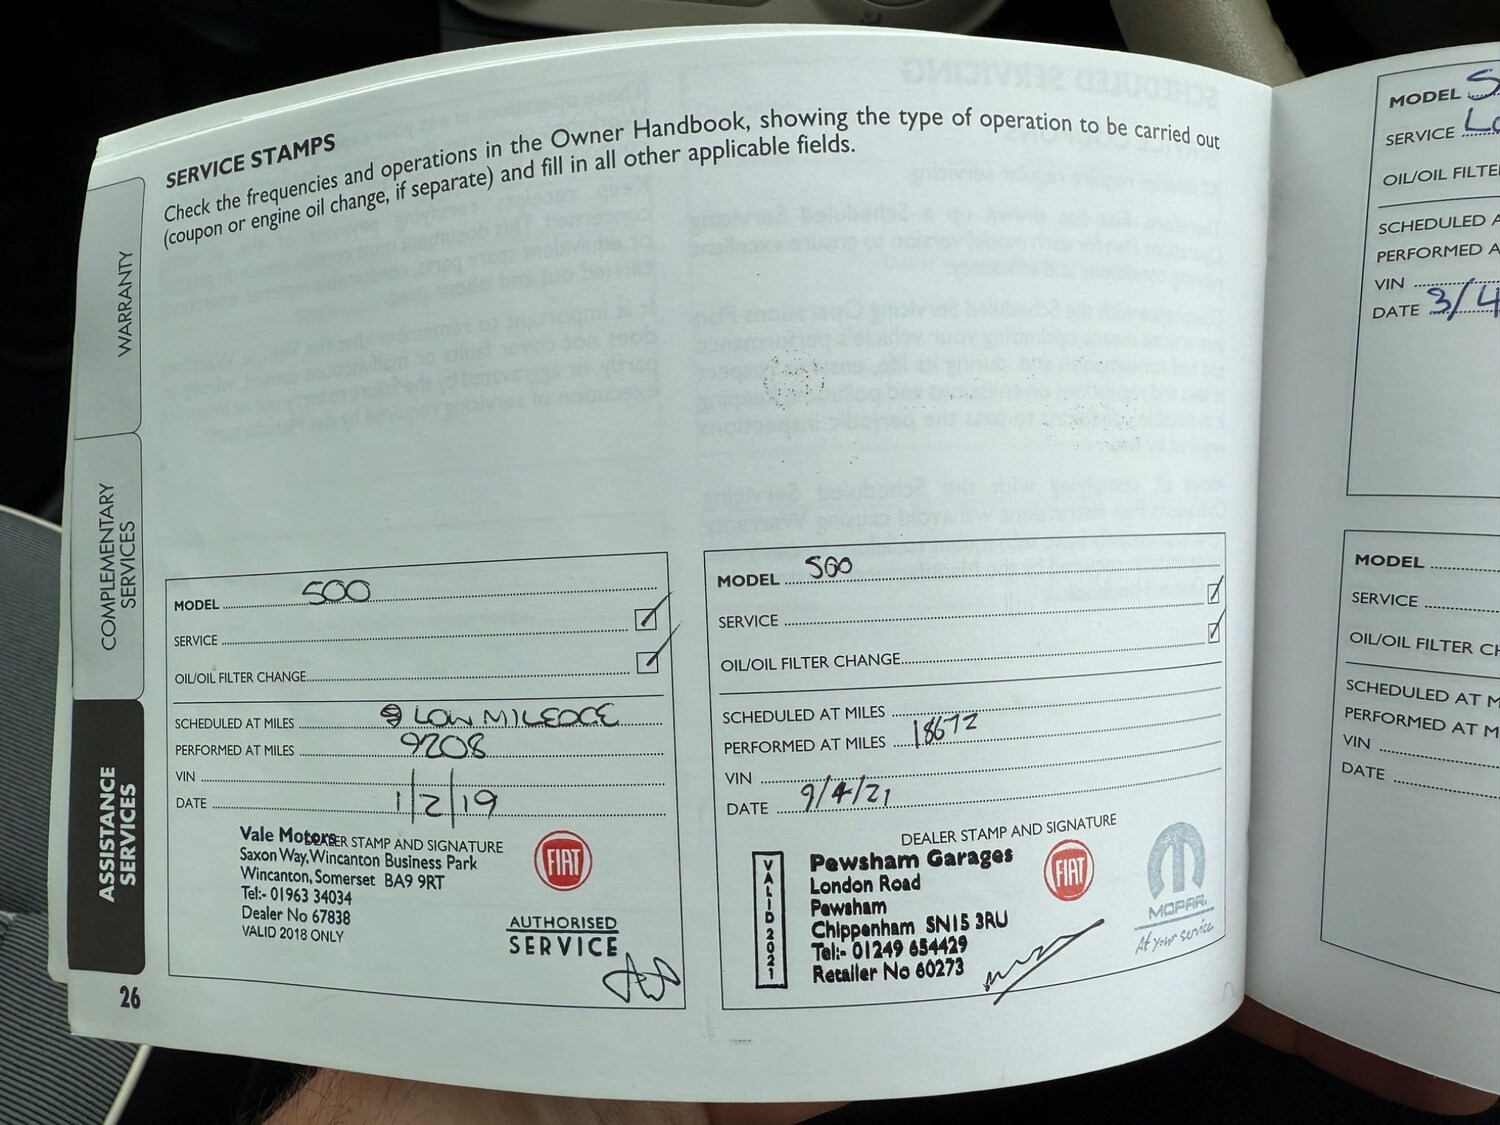 SERVICE STAMPS
Check the frequencies and operations in the Owner Handbook, showing the type of operation to be carried out
(coupon or engine oil change, if separate) and fill in all other applicable fields.
WARRANTY
COMPLEMENTARY
SERVICES
ASSISTANCE
SERVICES
26
MODEL 500
SERVICE
OIL/OIL FILTER CHANGE
SCHEDULED AT MILES LOW MILEDGE
PERFORMED AT MILES 9208
VIN
DATE 1/2/19
DEALER STAMP AND SIGNATURE
Vale Motors
Saxon Way, Wincanton Business Park
Wincanton, Somerset BA9 9RT
Tel:- 01963 34034
Dealer No 67838
VALID 2018 ONLY
FIAT
AUTHORISED
SERVICE
MODEL 500
SERVICE
OIL/OIL FILTER CHANGE
SCHEDULED AT MILES
PERFORMED AT MILES 18672
VIN
DATE 9/4/21
DEALER STAMP AND SIGNATURE
VALID 2021
Pewsham Garages
London Road
Pewsham
Chippenham SN15 3RU
Tel:- 01249 654429
Retailer No 60273
FIAT
MOPAR
At your service
MODEL
SERVICE
OIL/OIL FILTE
SCHEDULED A
PERFORMED A
VIN
DATE 3/4
MODEL
SERVICE
OIL/OIL FILTER CH
SCHEDULED AT M
PERFORMED AT M
VIN
DATE